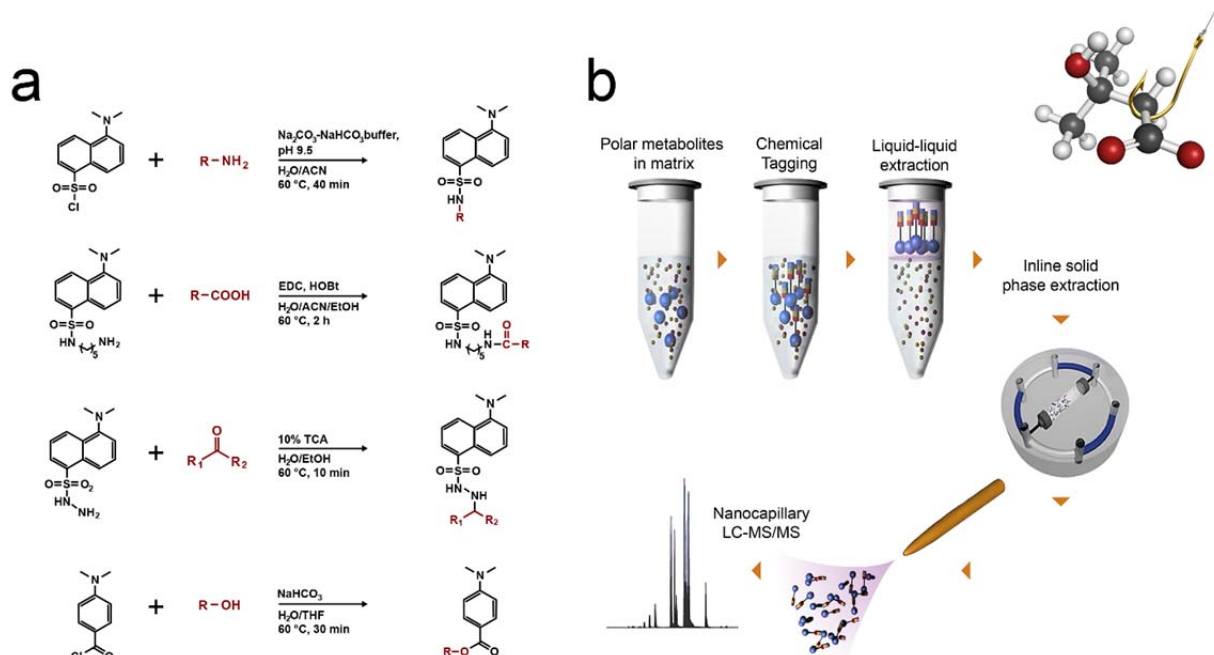 a
N
Na₂CO₃-NaHCO₃buffer,
pH 9.5
H₂O/ACN
60 °C, 40 min
+
R-NH₂
O=S=O
Cl
N
O=S=O
HN
R
N
EDC, HOBt
H₂O/ACN/EtOH
60 °C, 2 h
+
R-COOH
O=S=O
HN ( )₅ NH₂
N
O=S=O
HN ( )₅ H N O R
N
10% TCA
H₂O/EtOH
60 °C, 10 min
+
O
R₁ R₂
O=S O₂
HN-NH₂
N
O=S=O
HN-NH
R₁ R₂
N
NaHCO₃
H₂O/THF
60 °C, 30 min
+
R-OH
Cl O
N
R-O O
b
Polar metabolites
in matrix
Chemical
Tagging
Liquid-liquid
extraction
Inline solid
phase extraction
Nanocapillary
LC-MS/MS